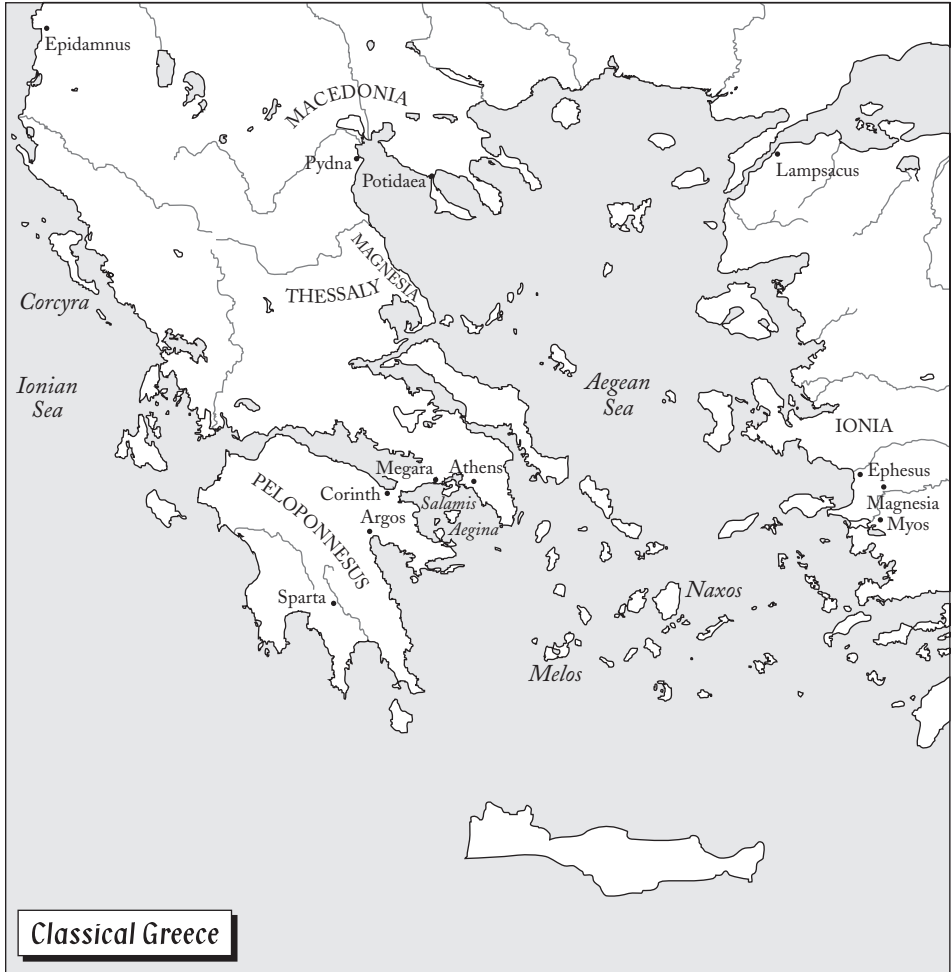 Epidamnus
MACEDONIA
Pydna
Potidaea
Lampsacus
MAGNESIA
THESSALY
Corcyra
Ionian
Sea
Aegean
Sea
IONIA
Megara
Athens
Ephesus
Corinth
Salamis
Magnesia
PELOPONNESUS
Argos
Aegina
Myos
Sparta
Naxos
Melos
Classical Greece